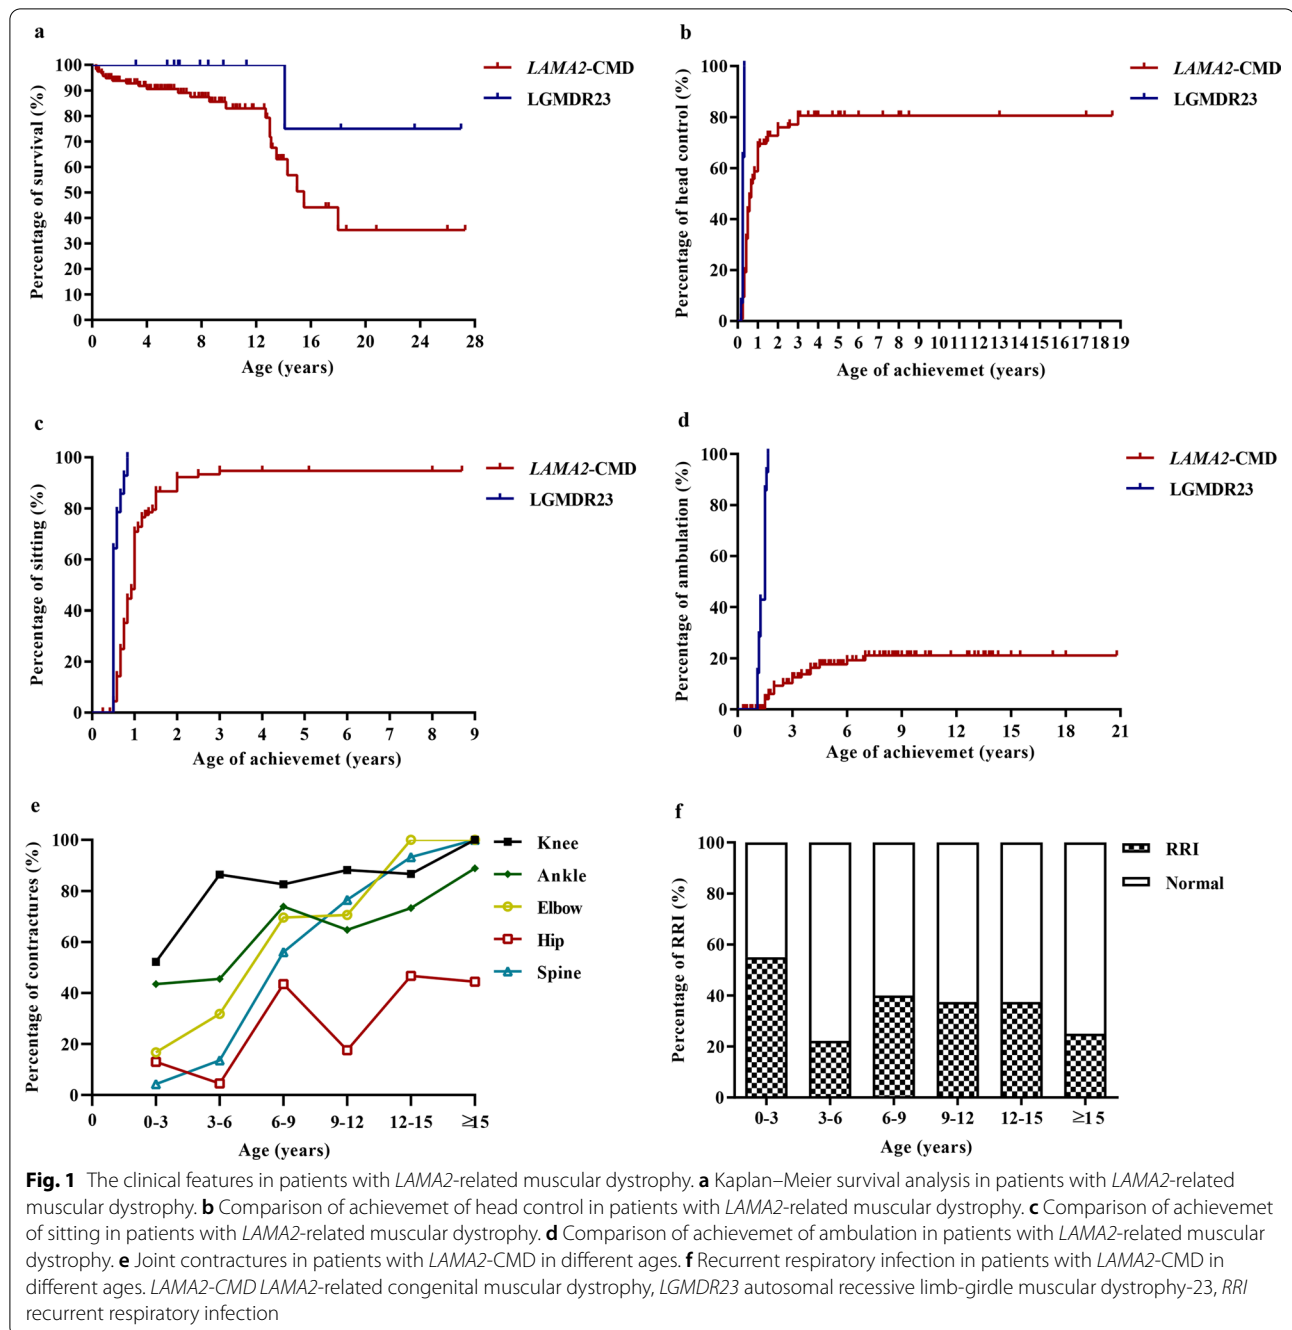 a
Percentage of survival (%)
100
90
80
70
60
50
40
30
20
10
0
0 4 8 12 16 20 24 28
Age (years)
LAMA2-CMD
LGMDR23
b
Percentage of head control (%)
100
80
60
40
20
0
0 1 2 3 4 5 6 7 8 9 10 11 12 13 14 15 16 17 18 19
Age of achievemet (years)
LAMA2-CMD
LGMDR23
c
Percentage of sitting (%)
100
80
60
40
20
0
0 1 2 3 4 5 6 7 8 9
Age of achievemet (years)
LAMA2-CMD
LGMDR23
d
Percentage of ambulation (%)
100
80
60
40
20
0
0 3 6 9 12 15 18 21
Age of achievemet (years)
LAMA2-CMD
LGMDR23
e
Percentage of contractures (%)
100
80
60
40
20
0
0 0-3 3-6 6-9 9-12 12-15 ≥15
Age (years)
Knee
Ankle
Elbow
Hip
Spine
f
Percentage of RRI (%)
100
80
60
40
20
0
0-3 3-6 6-9 9-12 12-15 ≥15
Age (years)
RRI
Normal
Fig. 1 The clinical features in patients with LAMA2-related muscular dystrophy. a Kaplan–Meier survival analysis in patients with LAMA2-related
muscular dystrophy. b Comparison of achievemet of head control in patients with LAMA2-related muscular dystrophy. c Comparison of achievemet
of sitting in patients with LAMA2-related muscular dystrophy. d Comparison of achievemet of ambulation in patients with LAMA2-related muscular
dystrophy. e Joint contractures in patients with LAMA2-CMD in different ages. f Recurrent respiratory infection in patients with LAMA2-CMD in
different ages. LAMA2-CMD LAMA2-related congenital muscular dystrophy, LGMDR23 autosomal recessive limb-girdle muscular dystrophy-23, RRI
recurrent respiratory infection